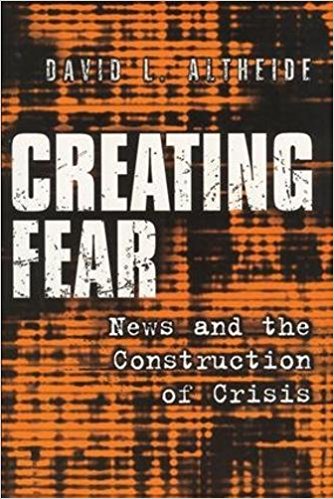 DAVID L. ALTHEIDE
CREATING
FEAR
News and the
Construction
of Crisis